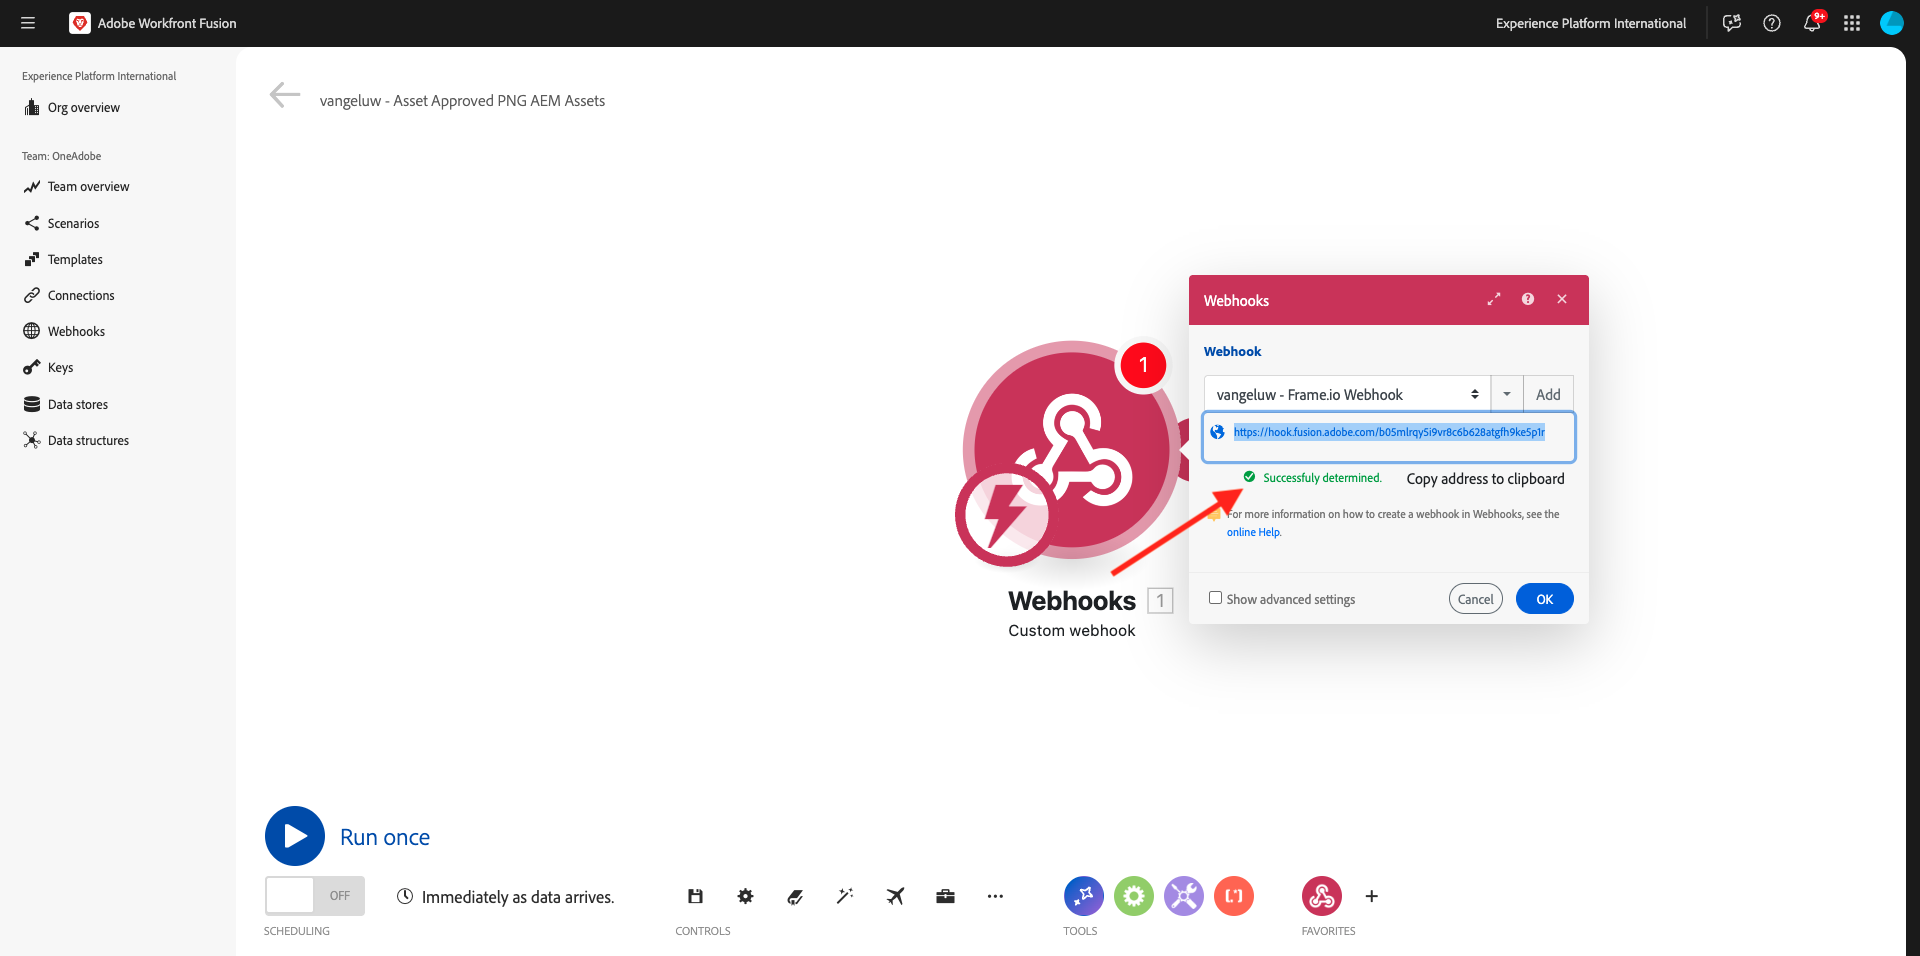 Adobe Workfront Fusion
Experience Platform International
9+
Experience Platform International
Org overview
Team: OneAdobe
Team overview
Scenarios
Templates
Connections
Webhooks
Keys
Data stores
Data structures
vangeluw - Asset Approved PNG AEM Assets
1
Webhooks 1
Custom webhook
Webhooks
Webhook
vangeluw - Frame.io Webhook
Add
https://hook.fusion.adobe.com/b05mlrqy5i9vr8c6b628atgfh9ke5p1r
Successfuly determined.
Copy address to clipboard
For more information on how to create a webhook in Webhooks, see the
online Help.
Show advanced settings
Cancel
OK
Run once
OFF
Immediately as data arrives.
SCHEDULING
CONTROLS
TOOLS
FAVORITES